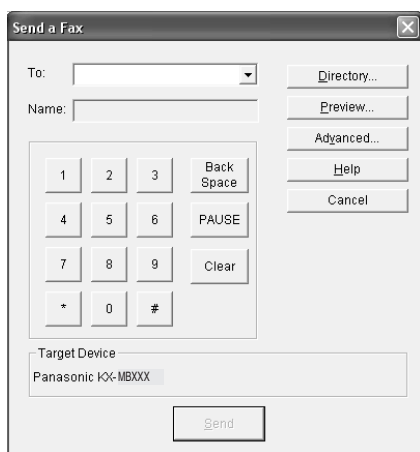 Send a Fax
To:
Name:
Directory...
Preview...
Advanced...
Help
Cancel
1 2 3 Back Space
4 5 6 PAUSE
7 8 9 Clear
* 0 #
Target Device
Panasonic KX-MBXXX
Send